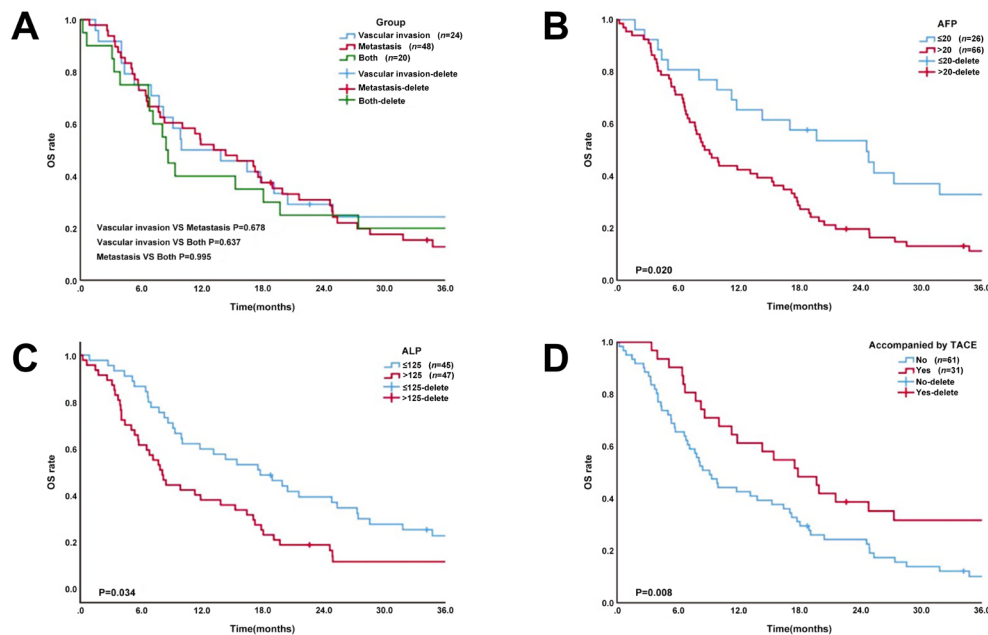 A
Group
Vascular invasion (n=24)
Metastasis (n=48)
Both (n=20)
Vascular invasion-delete
Metastasis-delete
Both-delete
OS rate
1.0
0.8
0.6
0.4
0.2
0.0
Vascular invasion VS Metastasis P=0.678
Vascular invasion VS Both P=0.637
Metastasis VS Both P=0.995
.0 6.0 12.0 18.0 24.0 30.0 36.0
Time(months)
B
AFP
≤20 (n=26)
>20 (n=66)
≤20-delete
>20-delete
OS rate
1.0
0.8
0.6
0.4
0.2
0.0
P=0.020
.0 6.0 12.0 18.0 24.0 30.0 36.0
Time(months)
C
ALP
≤125 (n=45)
>125 (n=47)
≤125-delete
>125-delete
OS rate
1.0
0.8
0.6
0.4
0.2
0.0
P=0.034
.0 6.0 12.0 18.0 24.0 30.0 36.0
Time(months)
D
Accompanied by TACE
No (n=61)
Yes (n=31)
No-delete
Yes-delete
OS rate
1.0
0.8
0.6
0.4
0.2
0.0
P=0.008
.0 6.0 12.0 18.0 24.0 30.0 36.0
Time(months)